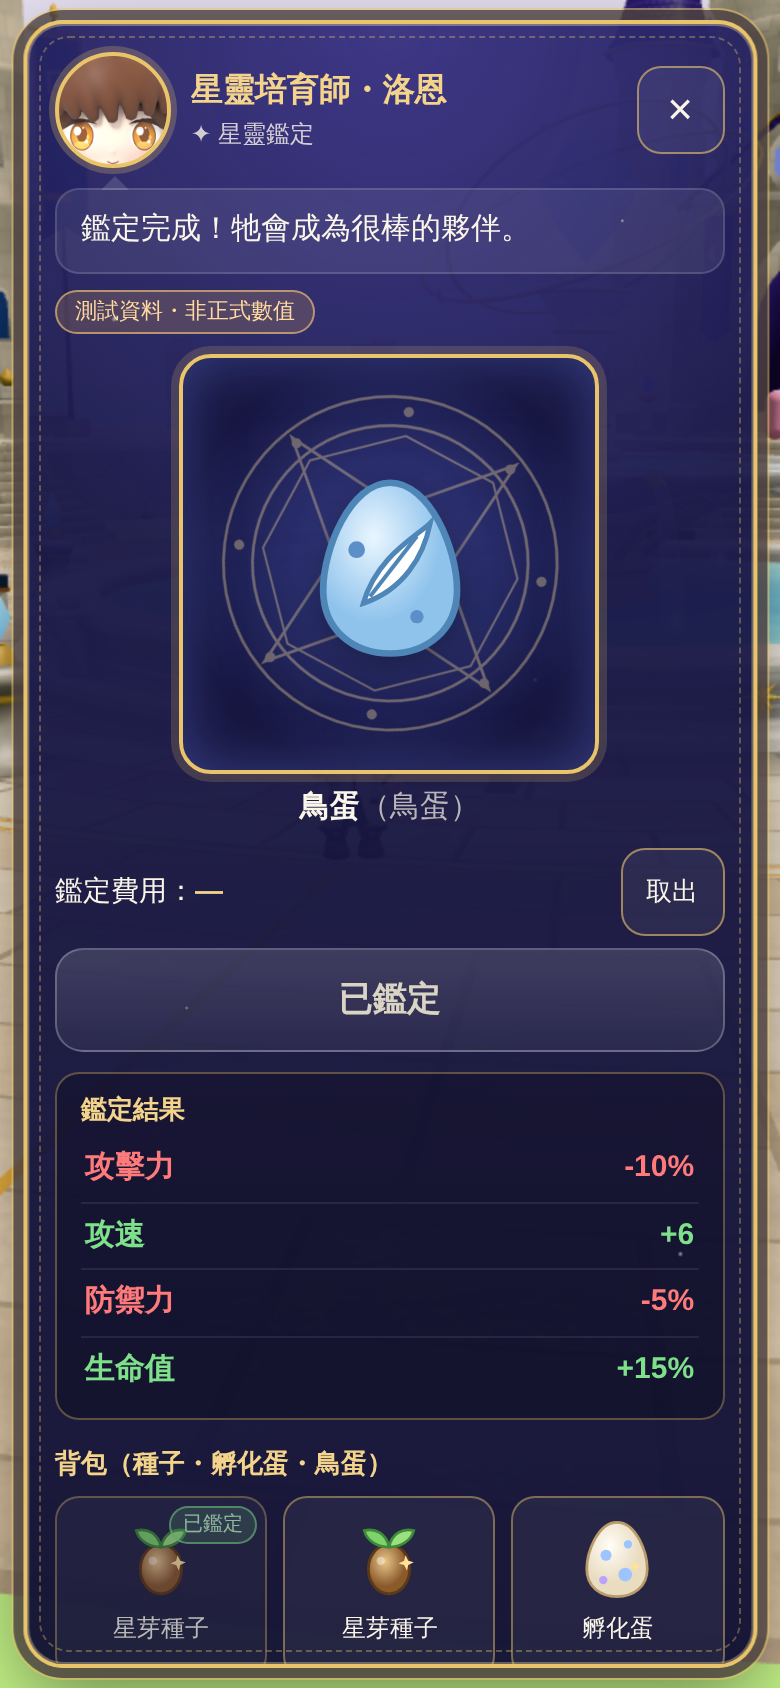 星靈培育師・洛恩
✦ 星靈鑑定
✕
鑑定完成！牠會成為很棒的夥伴。
測試資料・非正式數值
鳥蛋（鳥蛋）
鑑定費用：—
取出
已鑑定
鑑定結果
攻擊力 -10%
攻速 +6
防禦力 -5%
生命值 +15%
背包（種子・孵化蛋・鳥蛋）
已鑑定
星芽種子
星芽種子
孵化蛋